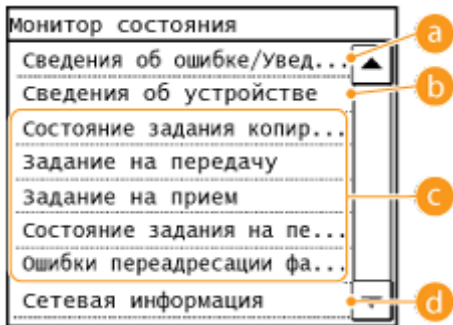 Монитор состояния
Сведения об ошибке/Увед...
a
Сведения об устройстве
b
Состояние задания копир...
Задание на передачу
Задание на прием
c
Состояние задания на пе...
Ошибки переадресации фа...
Сетевая информация
d